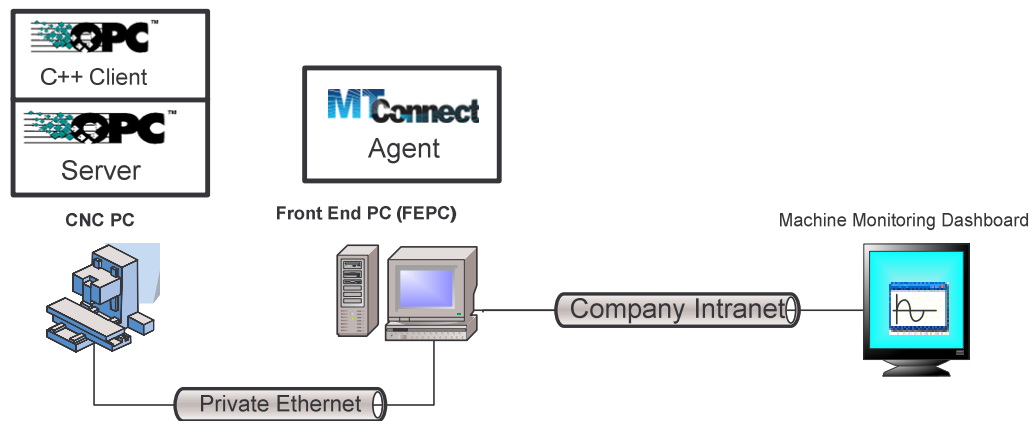 OPC™
C++ Client
OPC™
Server
CNC PC
MTConnect
Agent
Front End PC (FEPC)
Machine Monitoring Dashboard
Company Intranet
Private Ethernet